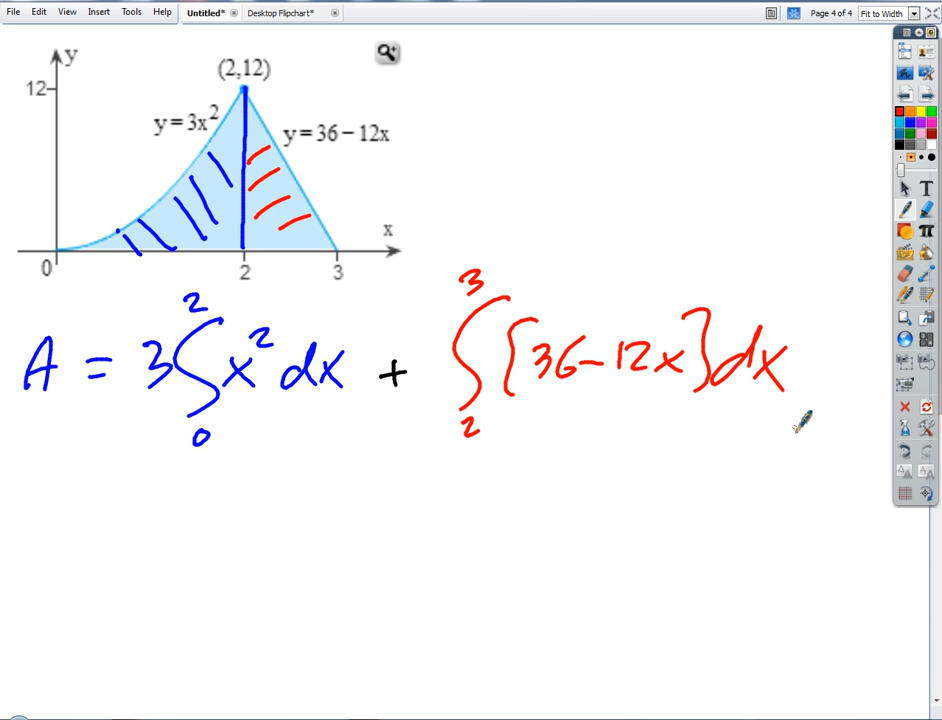 File Edit View Insert Tools Help Untitled* Desktop Flipchart* Page 4 of 4 Fit to Width
y
(2,12)
12
y = 3x²
y = 36 − 12x
x
0 2 3
A = 3∫₀² x² dx + ∫₂³ [36 − 12x] dx